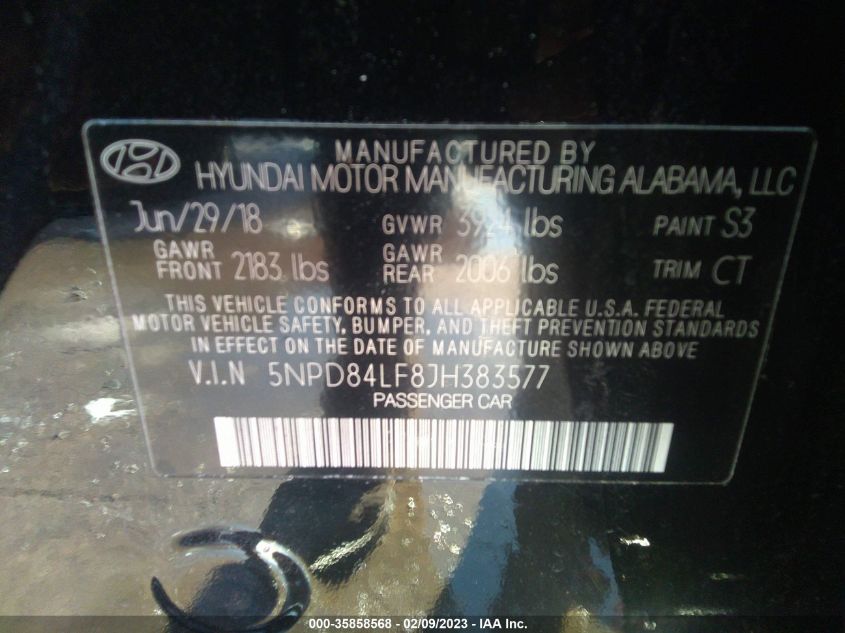 MANUFACTURED BY
HYUNDAI MOTOR MANUFACTURING ALABAMA, LLC
Jun/29/18 GVWR 3924 lbs PAINT S3
GAWR FRONT 2183 lbs GAWR REAR 2006 lbs TRIM CT
THIS VEHICLE CONFORMS TO ALL APPLICABLE U.S.A. FEDERAL
MOTOR VEHICLE SAFETY, BUMPER, AND THEFT PREVENTION STANDARDS
IN EFFECT ON THE DATE OF MANUFACTURE SHOWN ABOVE
V.I.N 5NPD84LF8JH383577
PASSENGER CAR
000-35858568 — 02/09/2023 — IAA Inc.